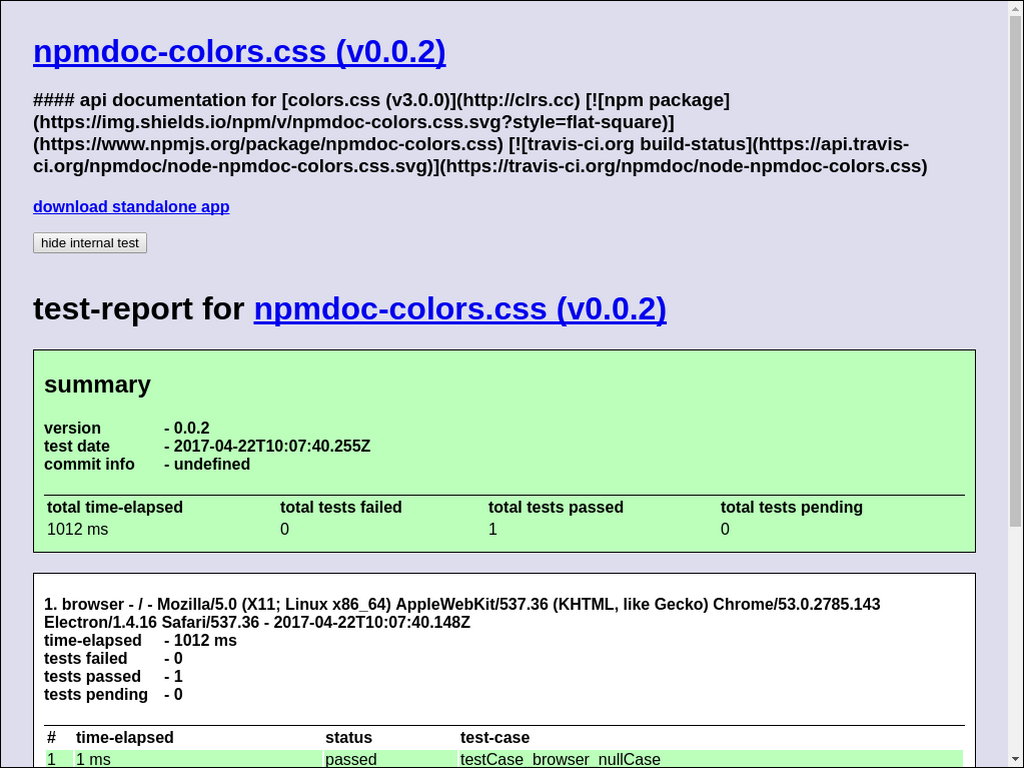 npmdoc-colors.css (v0.0.2)
#### api documentation for [colors.css (v3.0.0)](http://clrs.cc) [![npm package]
(https://img.shields.io/npm/v/npmdoc-colors.css.svg?style=flat-square)]
(https://www.npmjs.org/package/npmdoc-colors.css) [![travis-ci.org build-status](https://api.travis-
ci.org/npmdoc/node-npmdoc-colors.css.svg)](https://travis-ci.org/npmdoc/node-npmdoc-colors.css)
download standalone app
hide internal test
test-report for npmdoc-colors.css (v0.0.2)
summary
version - 0.0.2
test date - 2017-04-22T10:07:40.255Z
commit info - undefined
total time-elapsed total tests failed total tests passed total tests pending
1012 ms 0 1 0
1. browser - / - Mozilla/5.0 (X11; Linux x86_64) AppleWebKit/537.36 (KHTML, like Gecko) Chrome/53.0.2785.143
Electron/1.4.16 Safari/537.36 - 2017-04-22T10:07:40.148Z
time-elapsed - 1012 ms
tests failed - 0
tests passed - 1
tests pending - 0
# time-elapsed status test-case
1 1 ms passed testCase_browser_nullCase